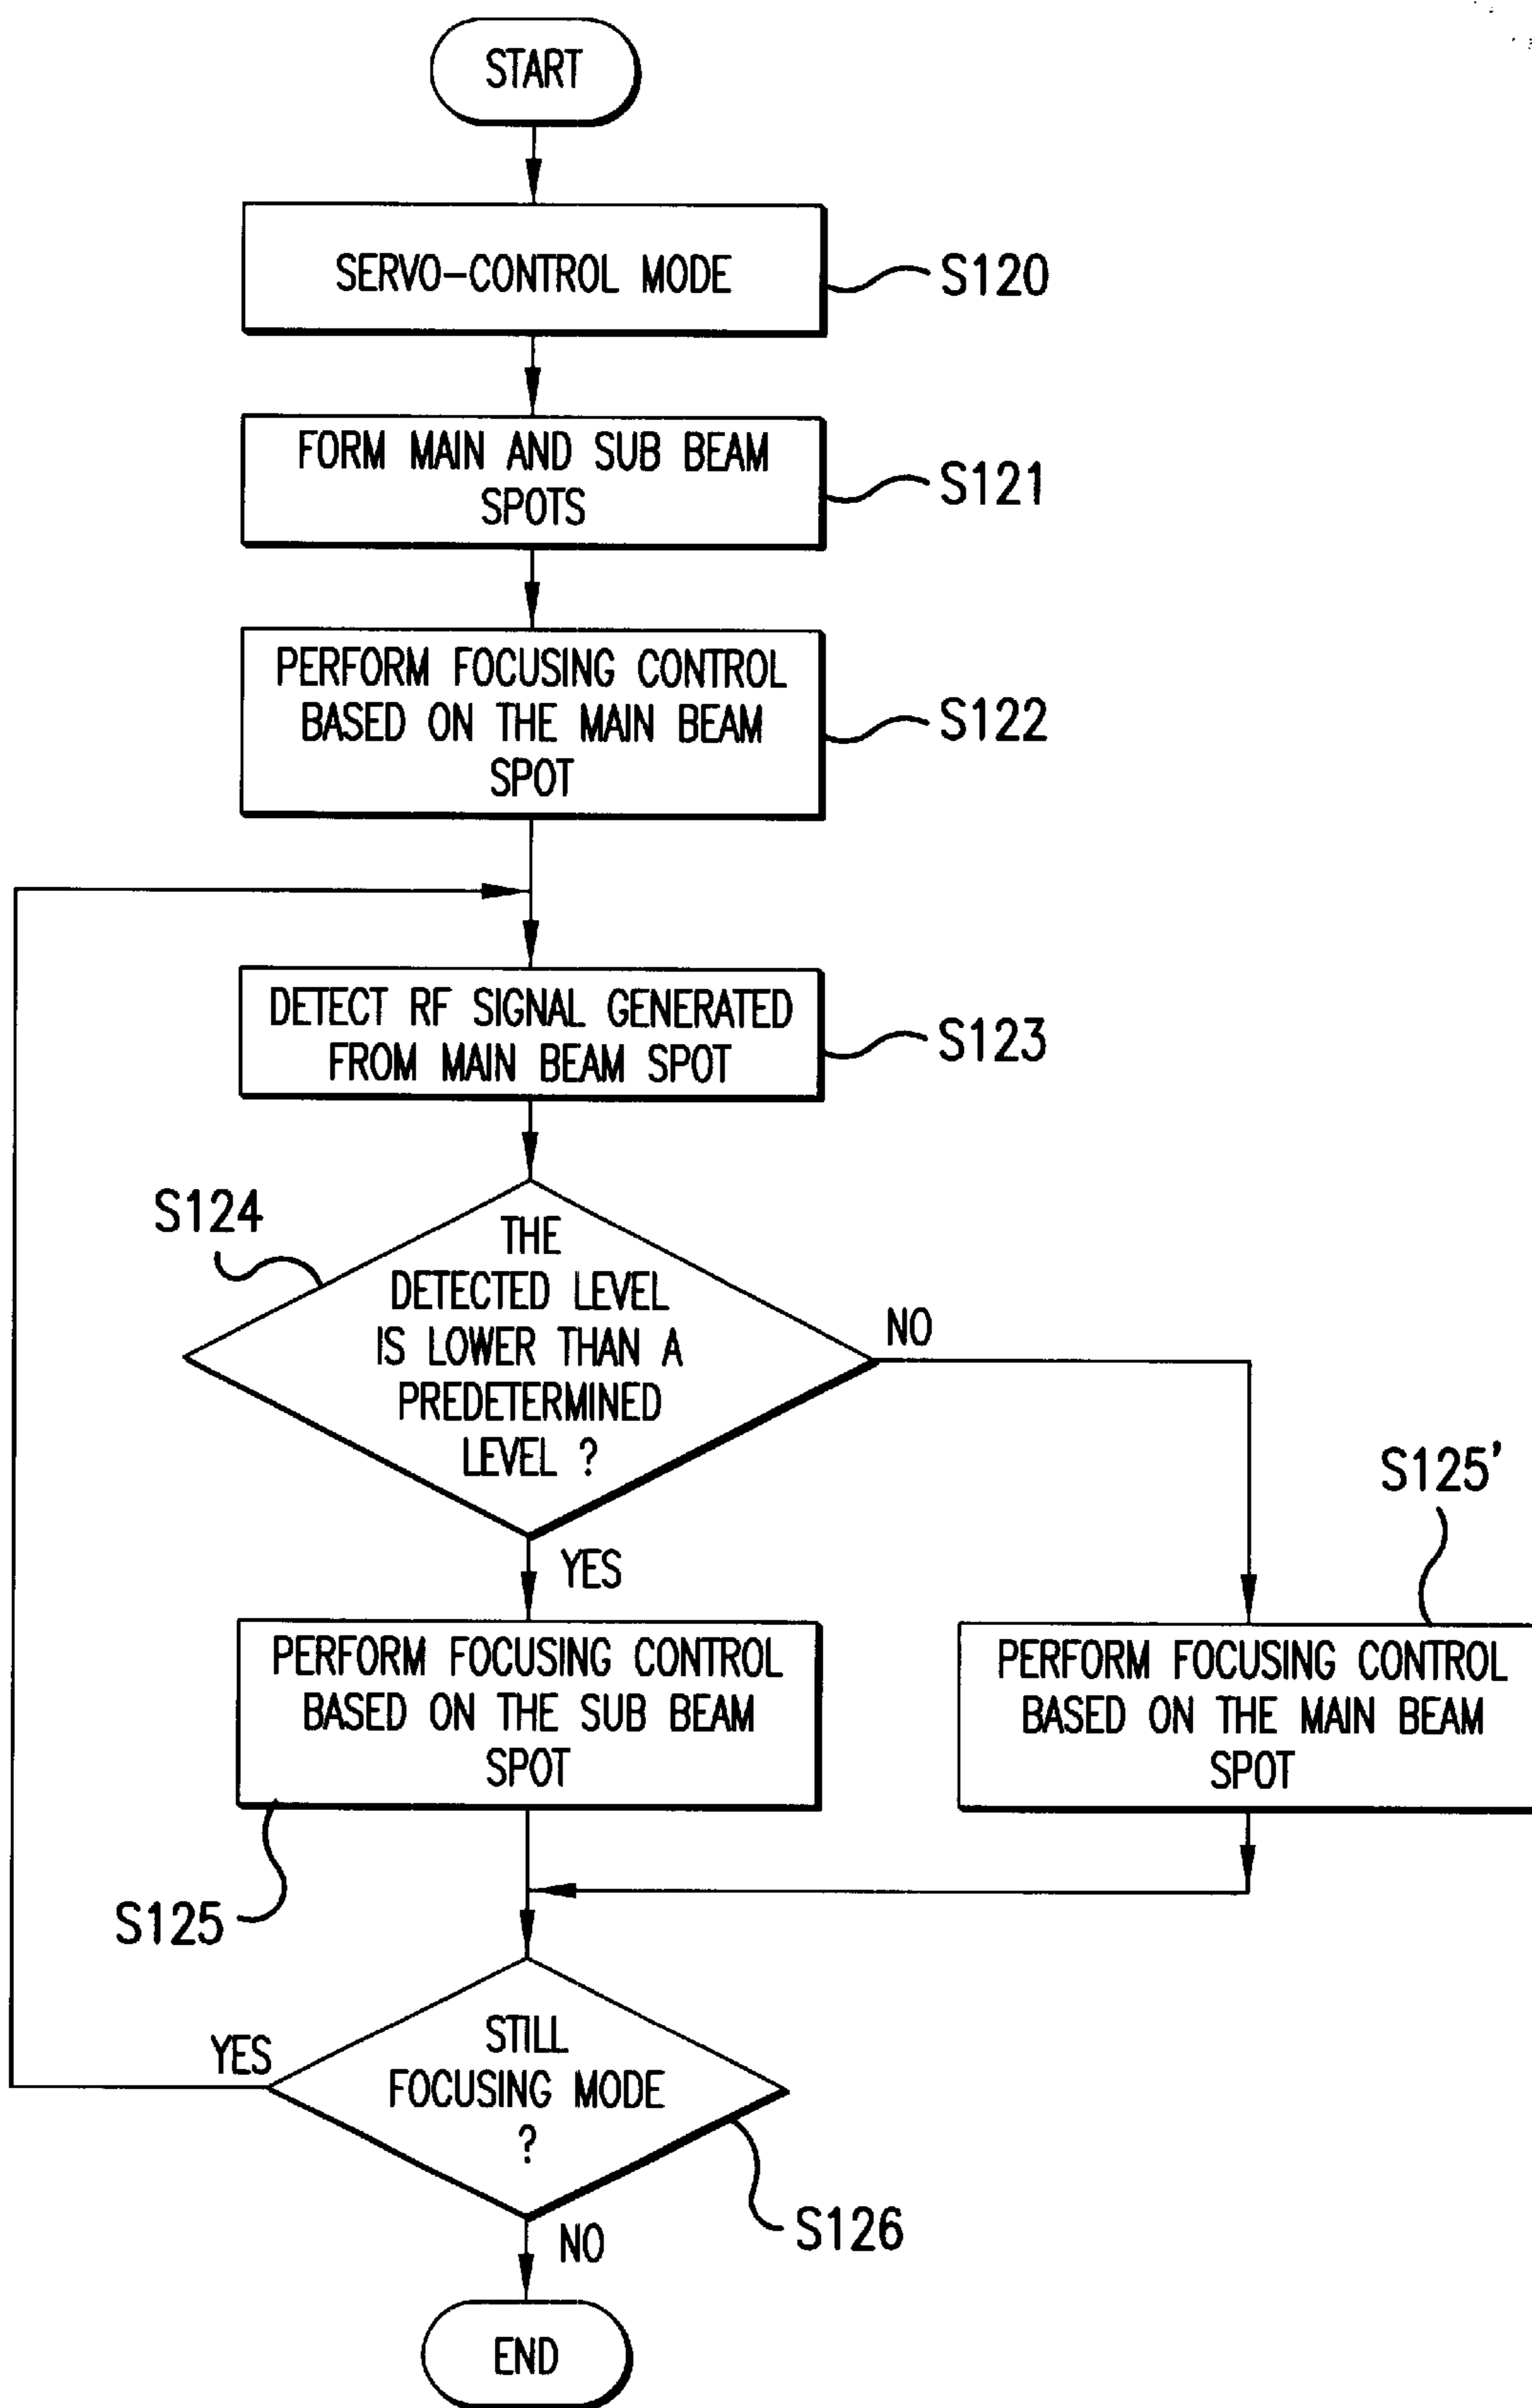 START
SERVO-CONTROL MODE
S120
FORM MAIN AND SUB BEAM
SPOTS
S121
PERFORM FOCUSING CONTROL
BASED ON THE MAIN BEAM
SPOT
S122
DETECT RF SIGNAL GENERATED
FROM MAIN BEAM SPOT
S123
S124
THE
DETECTED LEVEL
IS LOWER THAN A
PREDETERMINED
LEVEL ?
NO
YES
S125'
PERFORM FOCUSING CONTROL
BASED ON THE SUB BEAM
SPOT
S125
PERFORM FOCUSING CONTROL
BASED ON THE MAIN BEAM
SPOT
STILL
FOCUSING MODE
?
YES
S126
NO
END